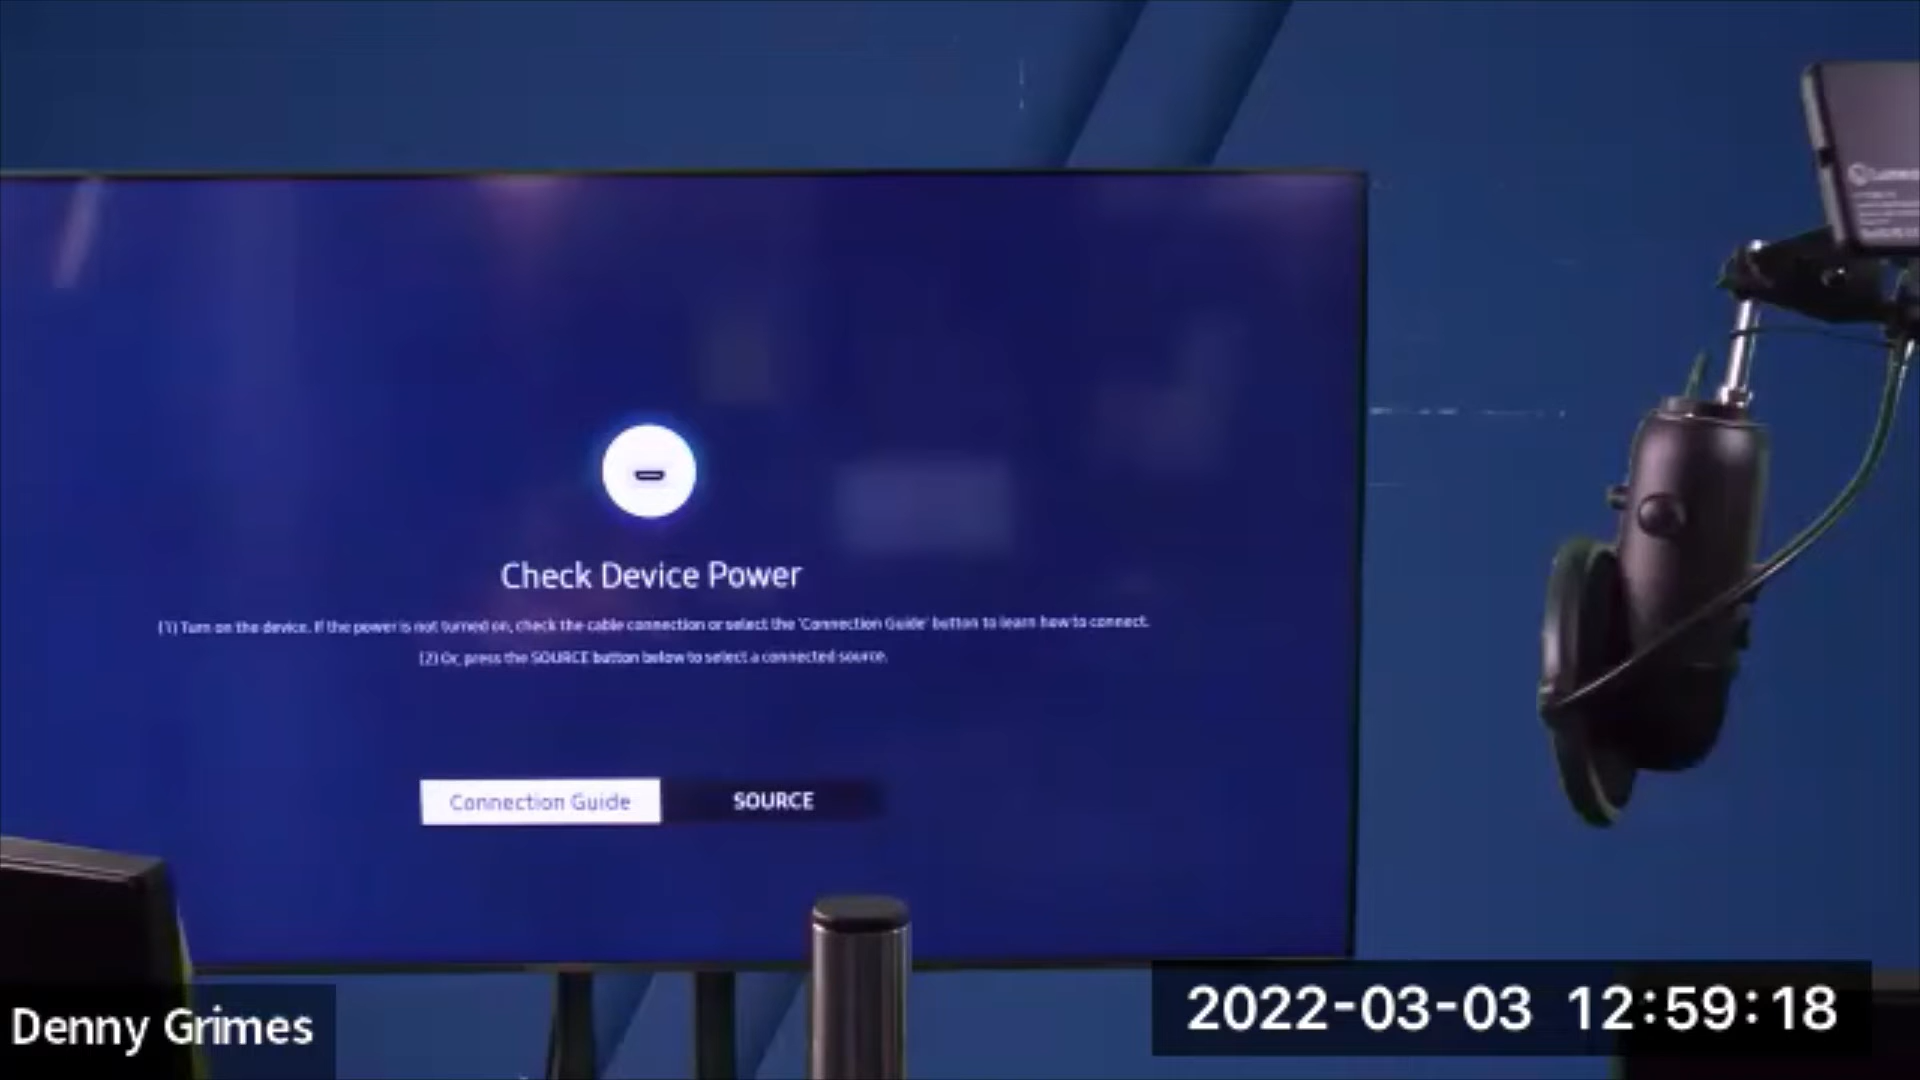 Check Device Power
(1) Turn on the device. If the power is not turned on, check the cable connection or select the 'Connection Guide' button to learn how to connect.
(2) Or, press the SOURCE button below to select a connected source.
Connection Guide
SOURCE
Denny Grimes
2022-03-03 12:59:18